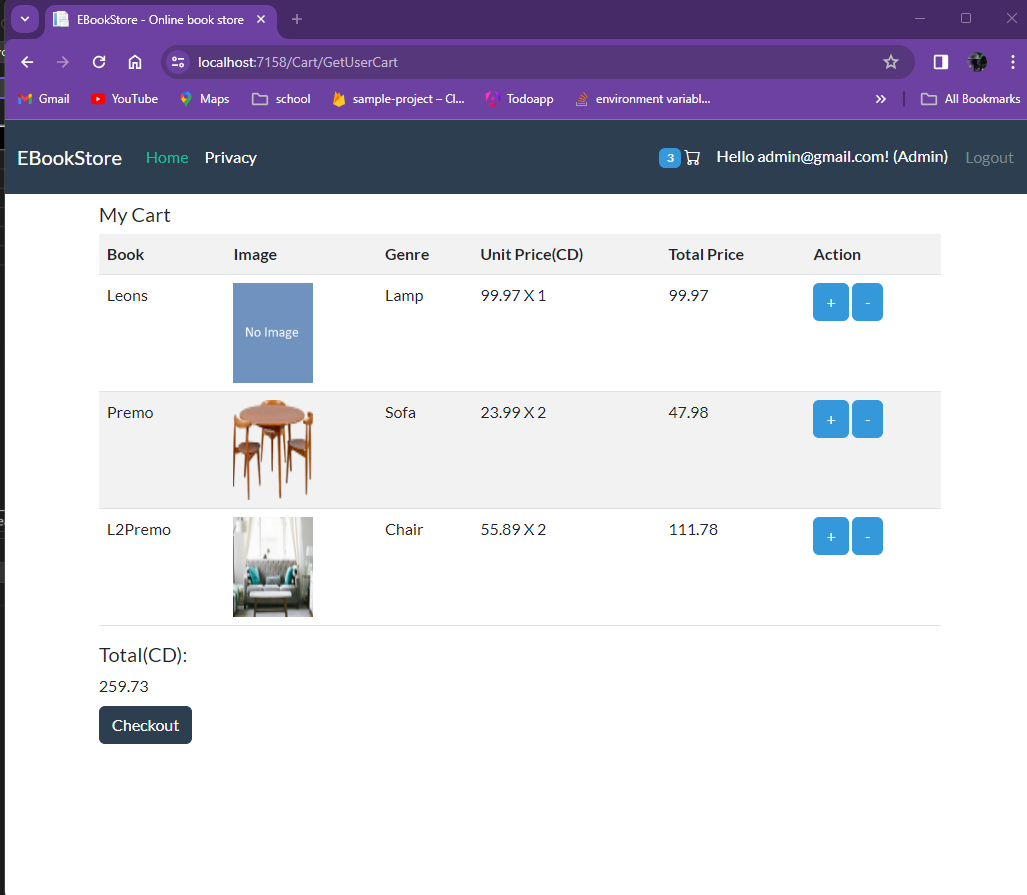 EBookStore - Online book store
localhost:7158/Cart/GetUserCart
Gmail YouTube Maps school sample-project – Cl... Todoapp environment variabl... » All Bookmarks
EBookStore Home Privacy 3 Hello admin@gmail.com! (Admin) Logout
My Cart
Book Image Genre Unit Price(CD) Total Price Action
Leons No Image Lamp 99.97 X 1 99.97 + -
Premo Sofa 23.99 X 2 47.98 + -
L2Premo Chair 55.89 X 2 111.78 + -
Total(CD):
259.73
Checkout